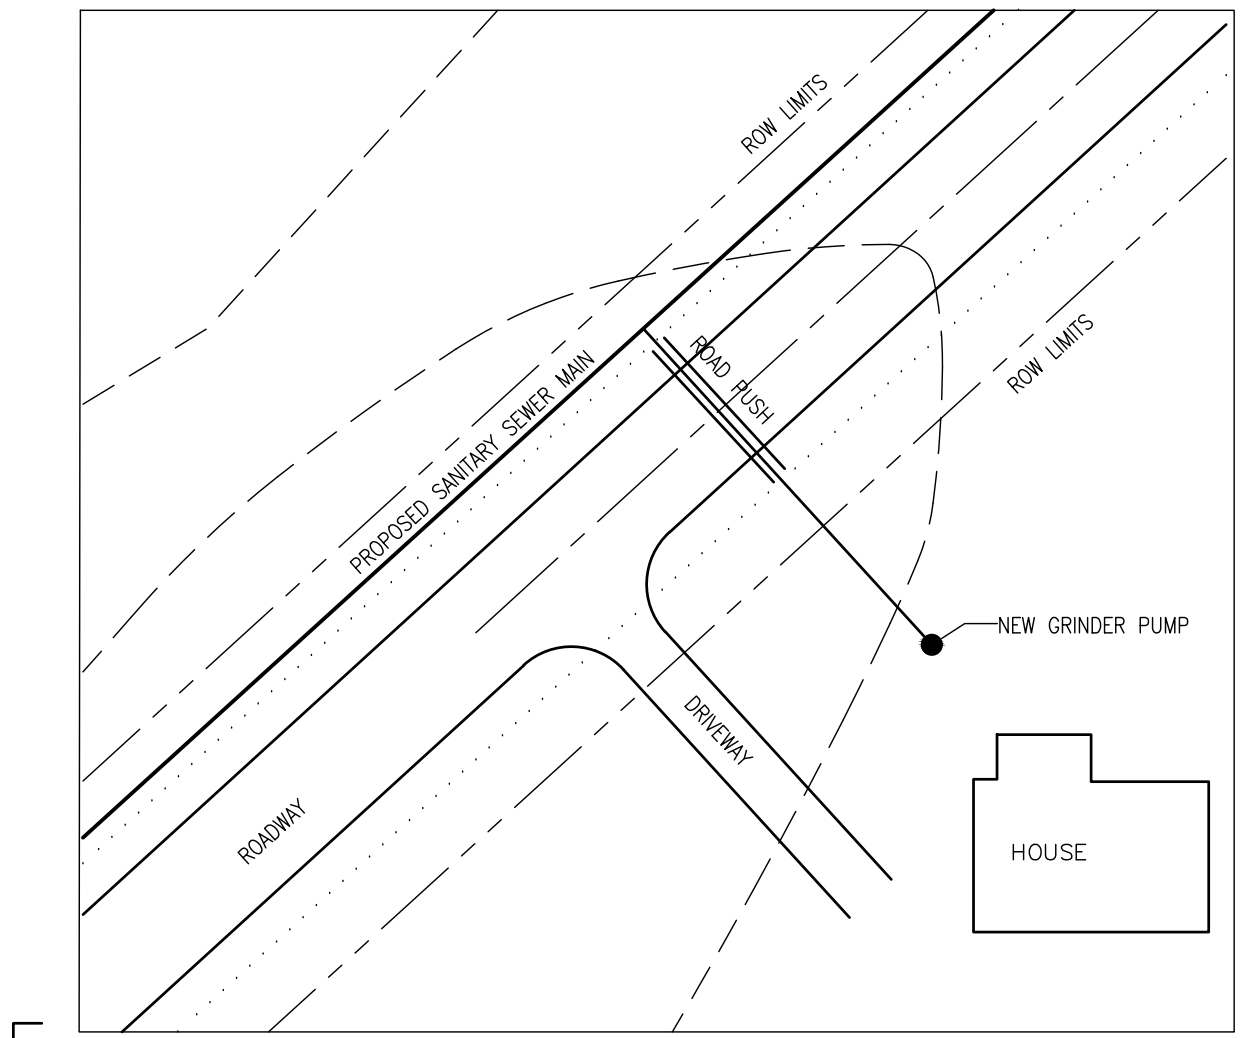 ROW LIMITS
ROW LIMITS
ROAD PUSH
PROPOSED SANITARY SEWER MAIN
NEW GRINDER PUMP
DRIVEWAY
ROADWAY
HOUSE